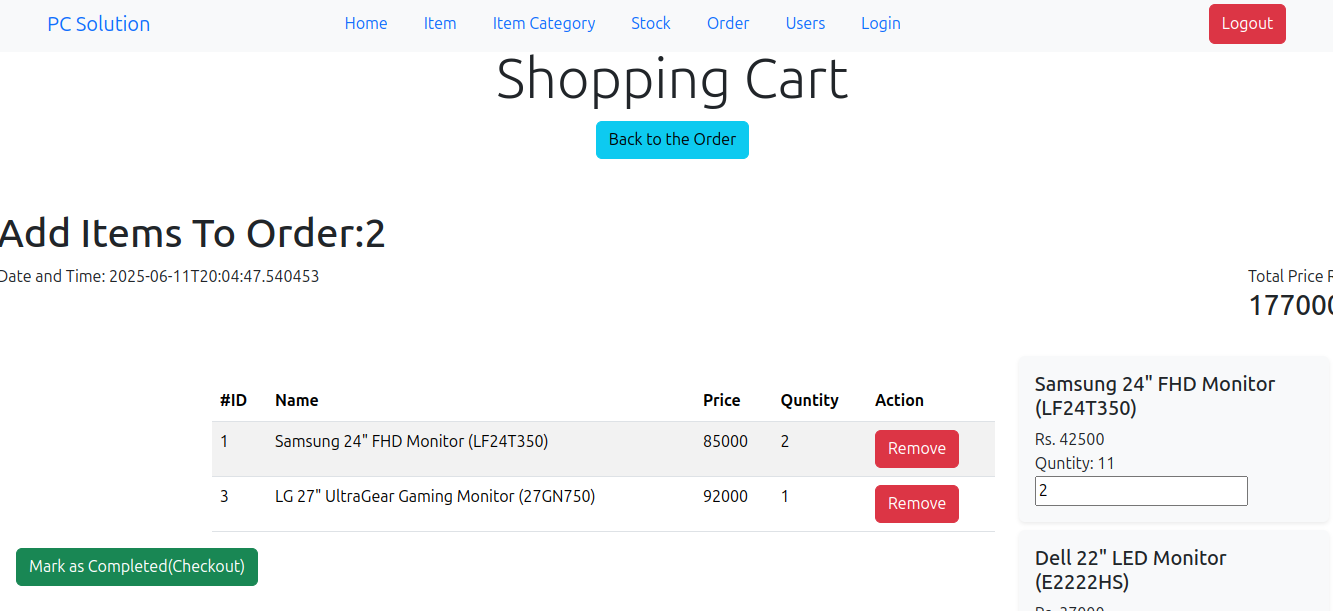 PC Solution Home Item Item Category Stock Order Users Login Logout
Shopping Cart
Back to the Order
Add Items To Order:2
Date and Time: 2025-06-11T20:04:47.540453
Total Price
177000
#ID Name Price Quntity Action
1 Samsung 24" FHD Monitor (LF24T350) 85000 2 Remove
3 LG 27" UltraGear Gaming Monitor (27GN750) 92000 1 Remove
Mark as Completed(Checkout)
Samsung 24" FHD Monitor
(LF24T350)
Rs. 42500
Quntity: 11
2
Dell 22" LED Monitor
(E2222HS)